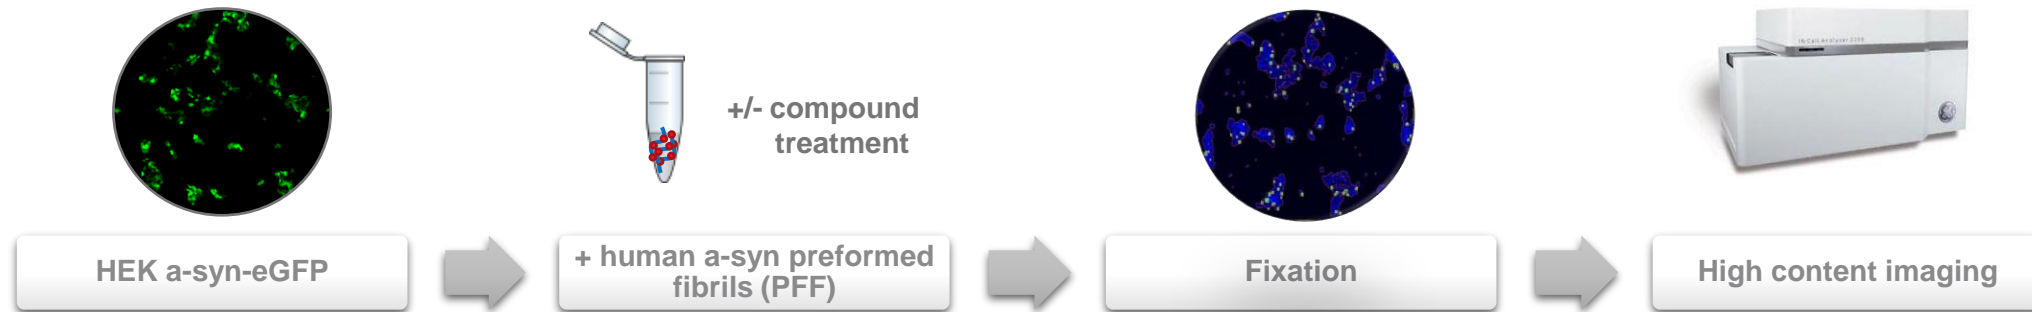 +/- compound
treatment
HEK a-syn-eGFP
+ human a-syn preformed
fibrils (PFF)
Fixation
High content imaging